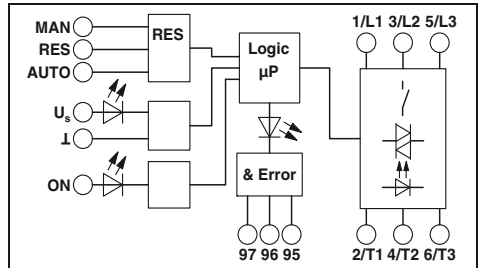 MAN
RES
AUTO
RES
Us
⊥
ON
Logic
µP
& Error
97 96 95
1/L1 3/L2 5/L3
2/T1 4/T2 6/T3